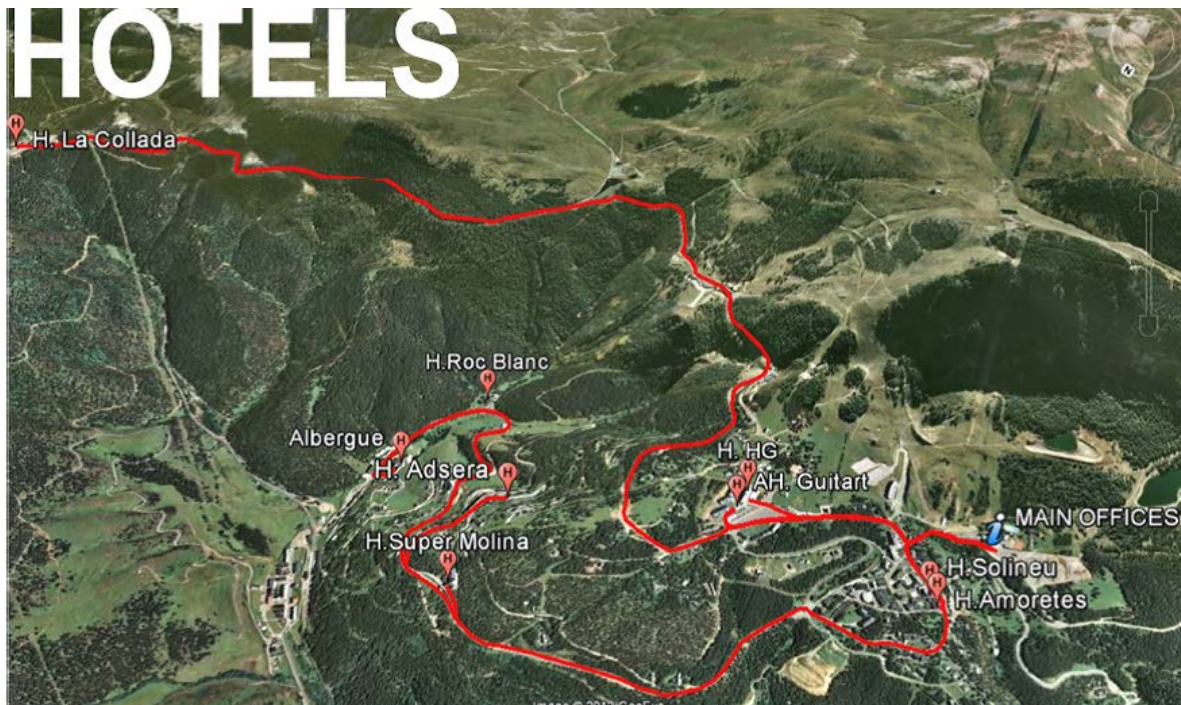 HOTELS
N
H
H. La Collada
H.Roc Blanc
H
Albergue
H
H. Adsera
H
H. HG
H
H
AH. Guitart
MAIN OFFICES
H.Super Molina
H
H
H.Solineu
H
H.Amoretes